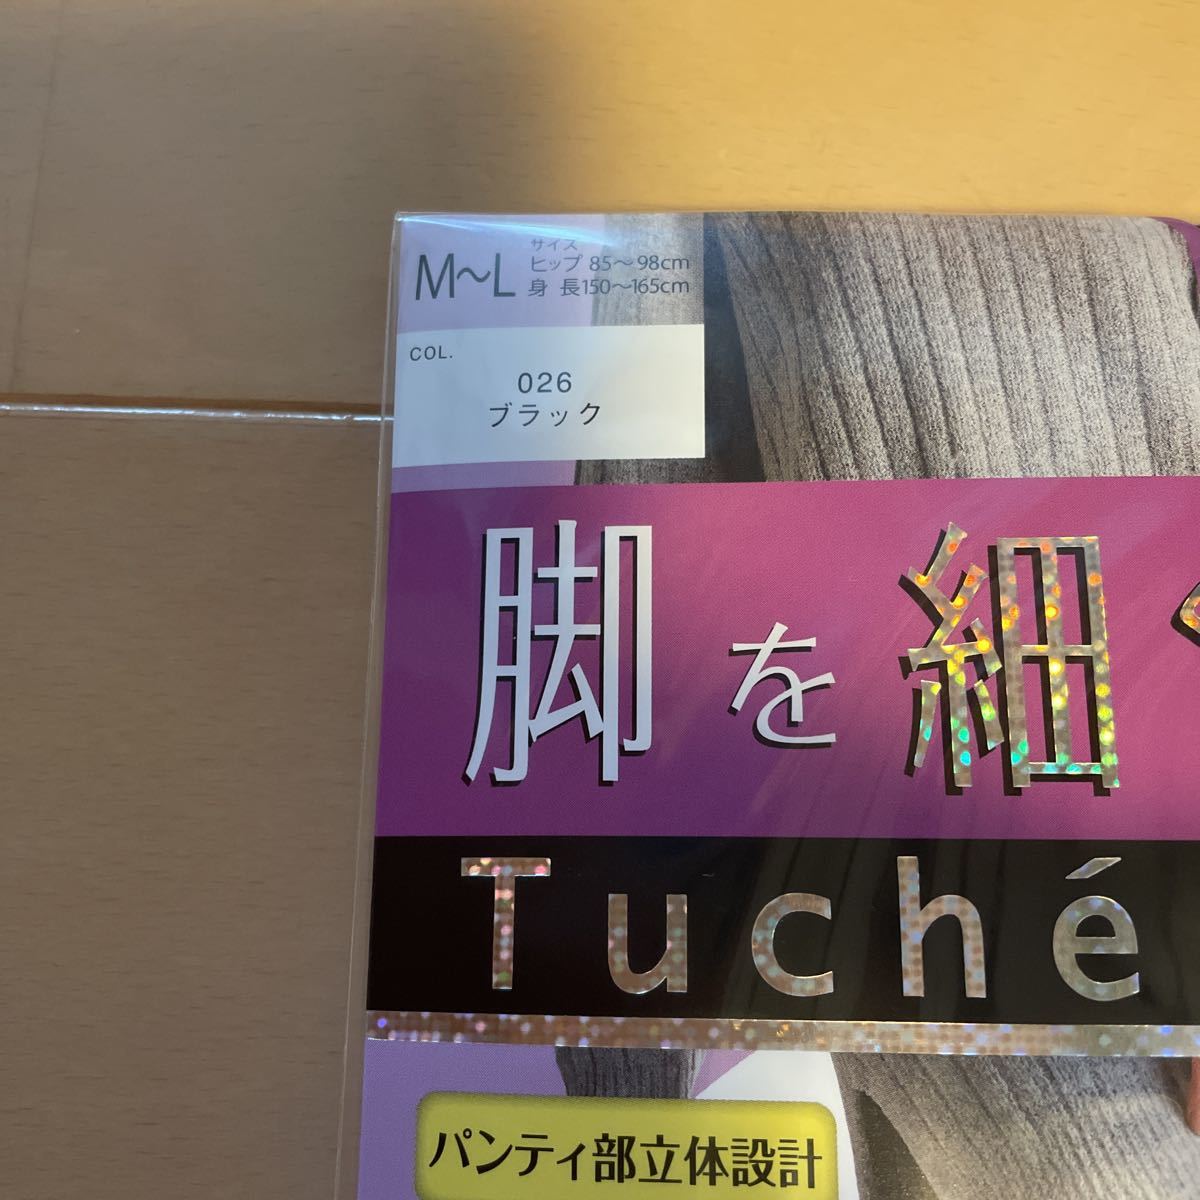 M～L
サイズ
ヒップ 85～98cm
身 長150～165cm
COL.
026
ブラック
脚を細
Tuché
パンティ部立体設計